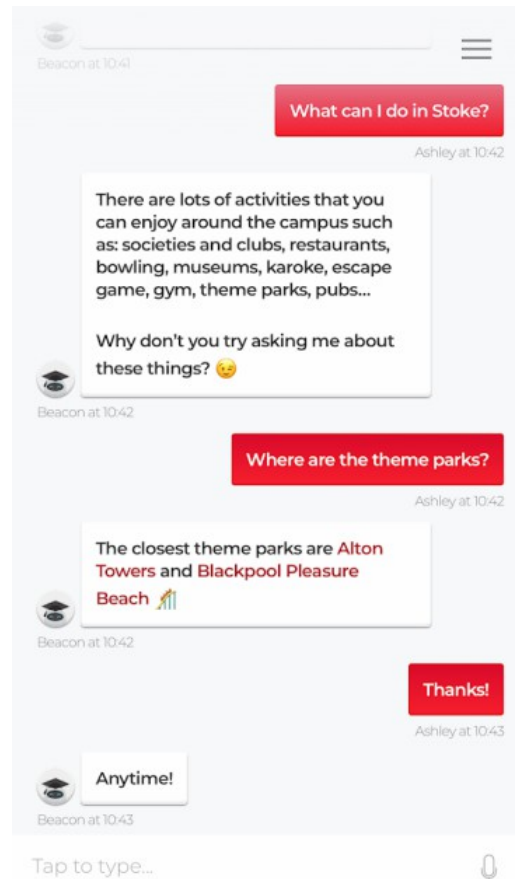 Beacon at 10:41
What can I do in Stoke?
Ashley at 10:42
There are lots of activities that you
can enjoy around the campus such
as: societies and clubs, restaurants,
bowling, museums, karoke, escape
game, gym, theme parks, pubs...
Why don't you try asking me about
these things? 😉
Beacon at 10:42
Where are the theme parks?
Ashley at 10:42
The closest theme parks are Alton
Towers and Blackpool Pleasure
Beach 🎢
Beacon at 10:42
Thanks!
Ashley at 10:43
Anytime!
Beacon at 10:43
Tap to type...